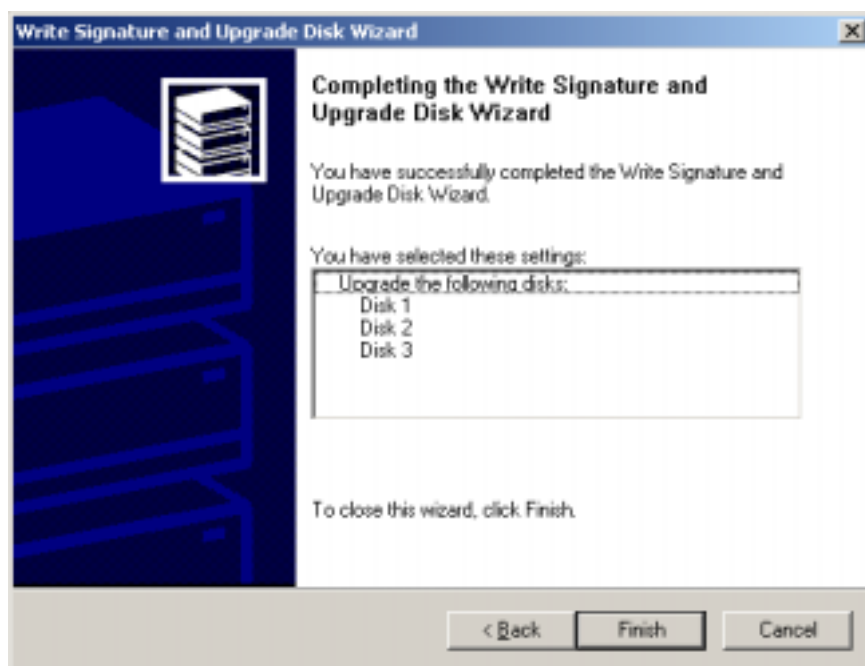 Write Signature and Upgrade Disk Wizard
Completing the Write Signature and
Upgrade Disk Wizard
You have successfully completed the Write Signature and
Upgrade Disk Wizard.
You have selected these settings:
Upgrade the following disks:
Disk 1
Disk 2
Disk 3
To close this wizard, click Finish.
< Back Finish Cancel